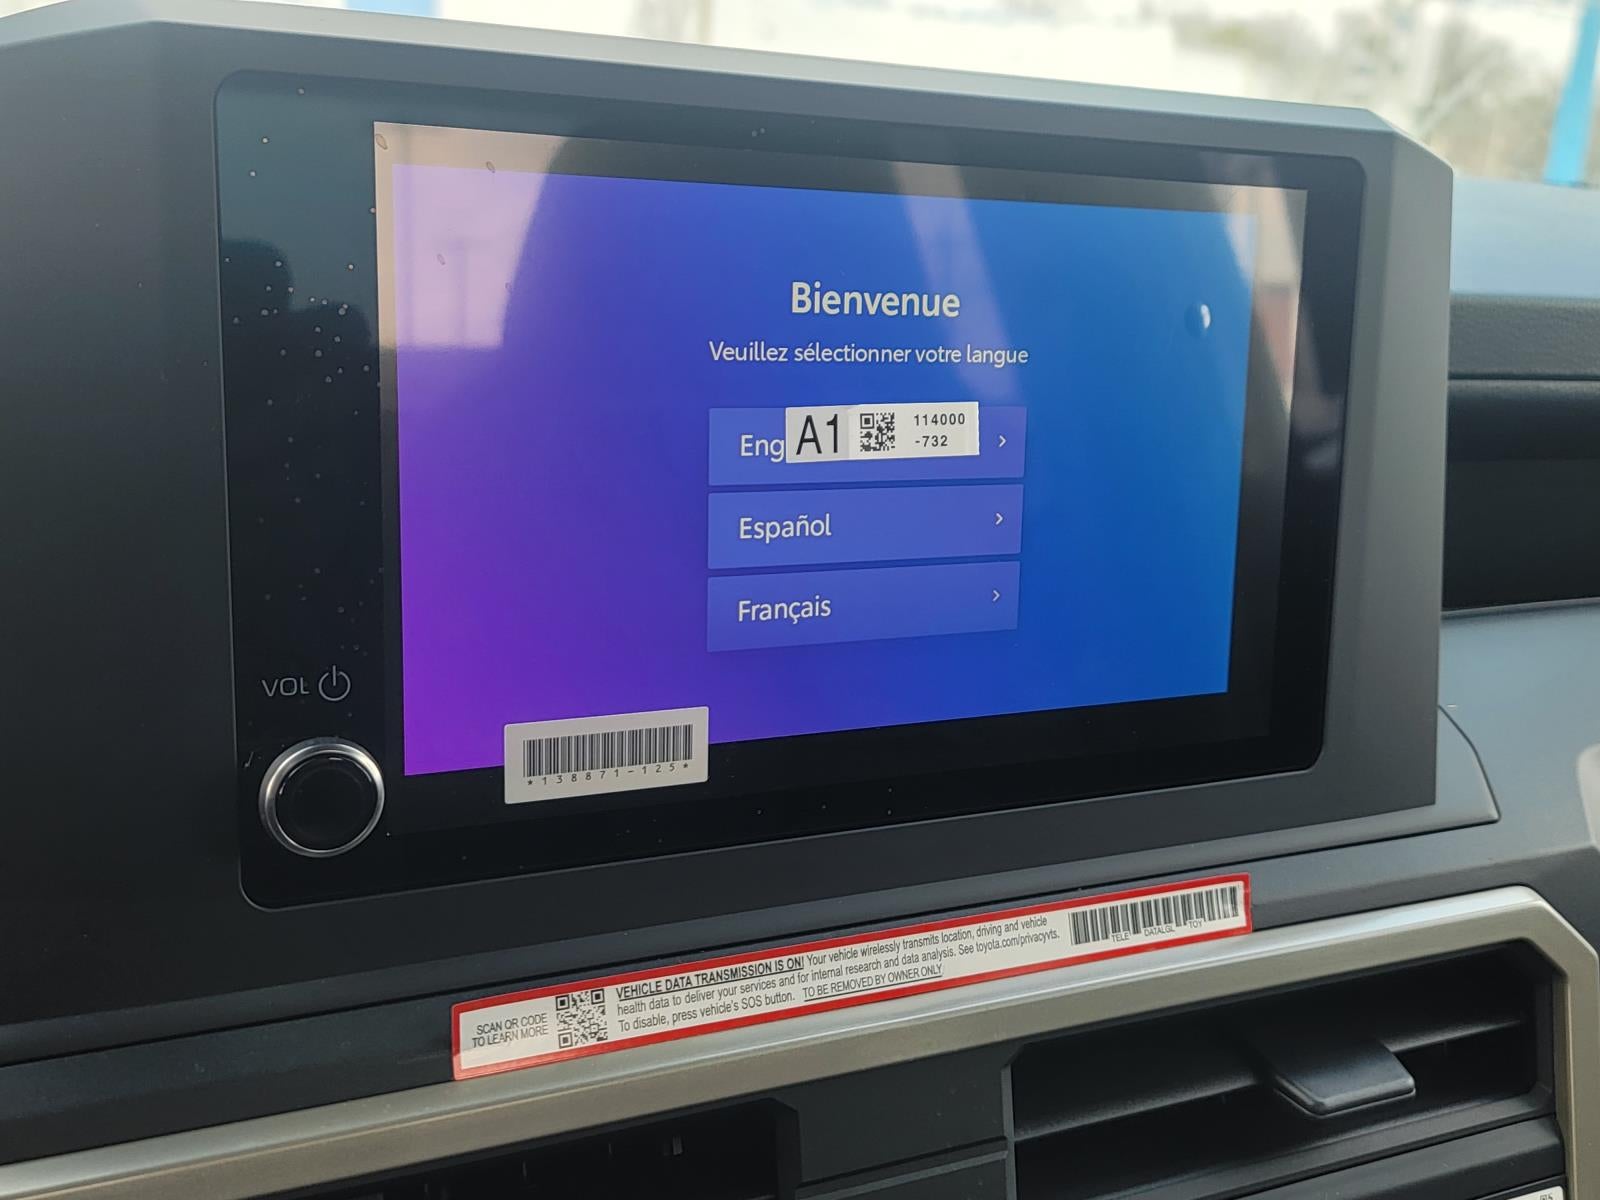 Bienvenue
Veuillez sélectionner votre langue
Eng
A1
114000
-732
Español
Français
VOL
*138871-125*
SCAN QR CODE
TO LEARN MORE
VEHICLE DATA TRANSMISSION IS ON! Your vehicle wirelessly transmits location, driving and vehicle
health data to deliver your services and for internal research and data analysis. See toyota.com/privacyvts.
To disable, press vehicle's SOS button. TO BE REMOVED BY OWNER ONLY
TELE DATALGL TOY